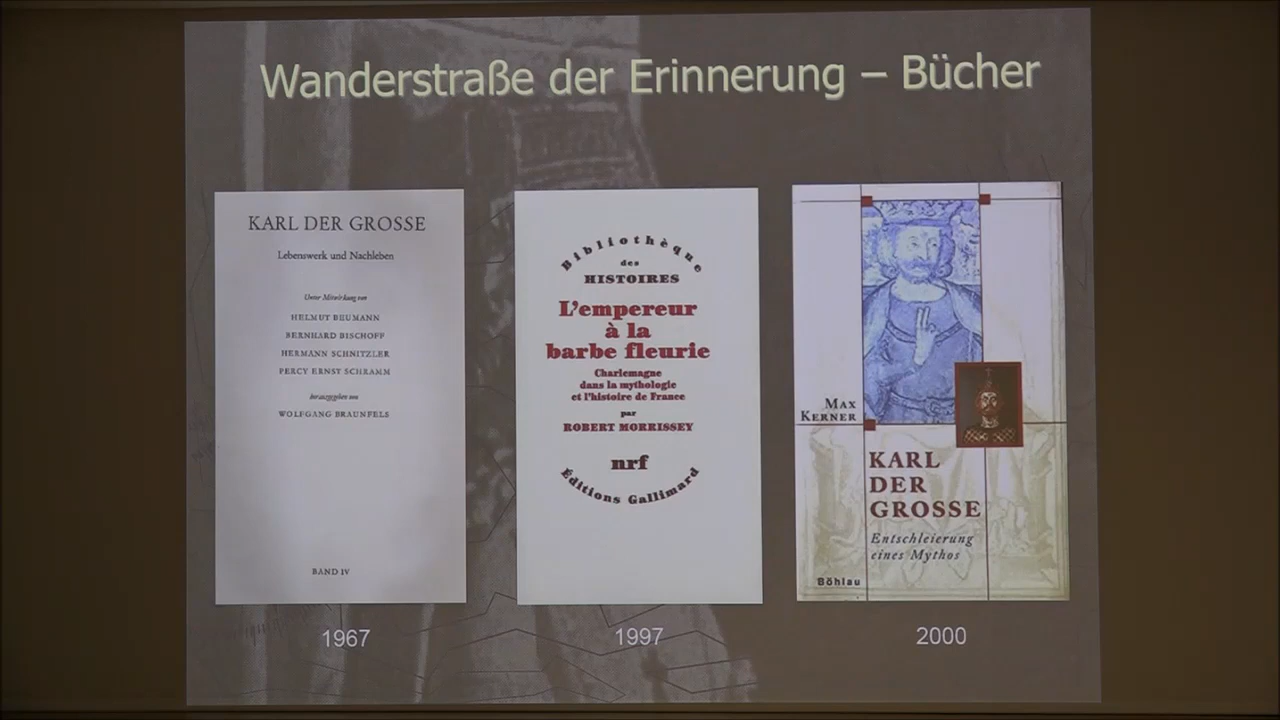 Wanderstraße der Erinnerung – Bücher
KARL DER GROSSE
Lebenswerk und Nachleben
Unter Mitwirkung von
HELMUT BEUMANN
BERNHARD BISCHOFF
HERMANN SCHNITZLER
PERCY ERNST SCHRAMM
herausgegeben von
WOLFGANG BRAUNFELS
BAND IV
1967
Bibliothèque
des
HISTOIRES
L'empereur
à la
barbe fleurie
Charlemagne
dans la mythologie
et l'histoire de France
par
ROBERT MORRISSEY
nrf
Éditions Gallimard
1997
MAX
KERNER
KARL
DER
GROSSE
Entschleierung
eines Mythos
Böhlau
2000